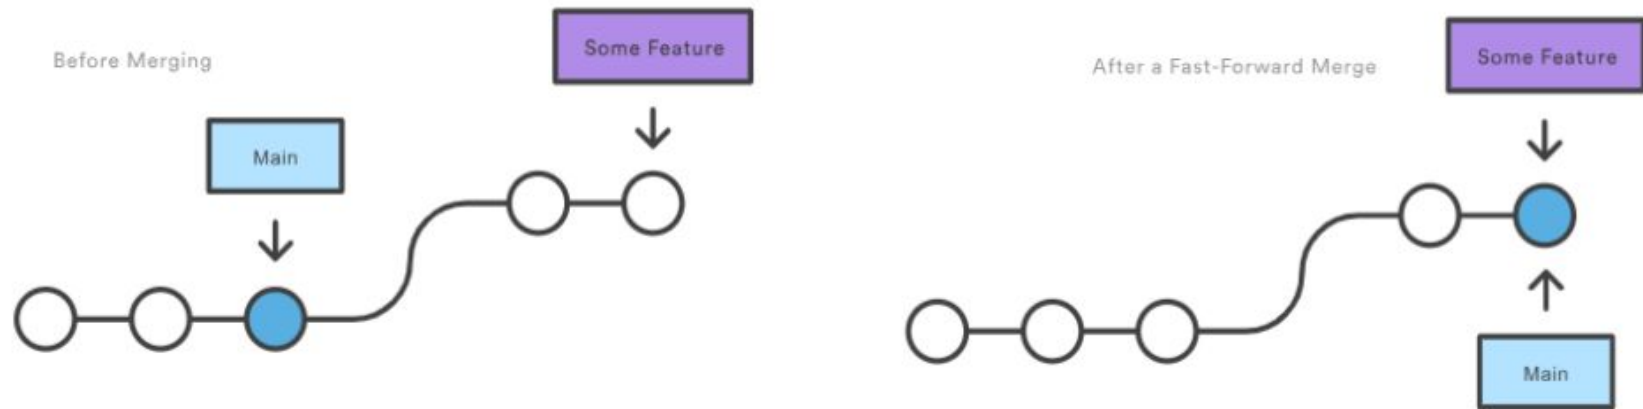 Before Merging
Some Feature
Main
After a Fast-Forward Merge
Some Feature
Main